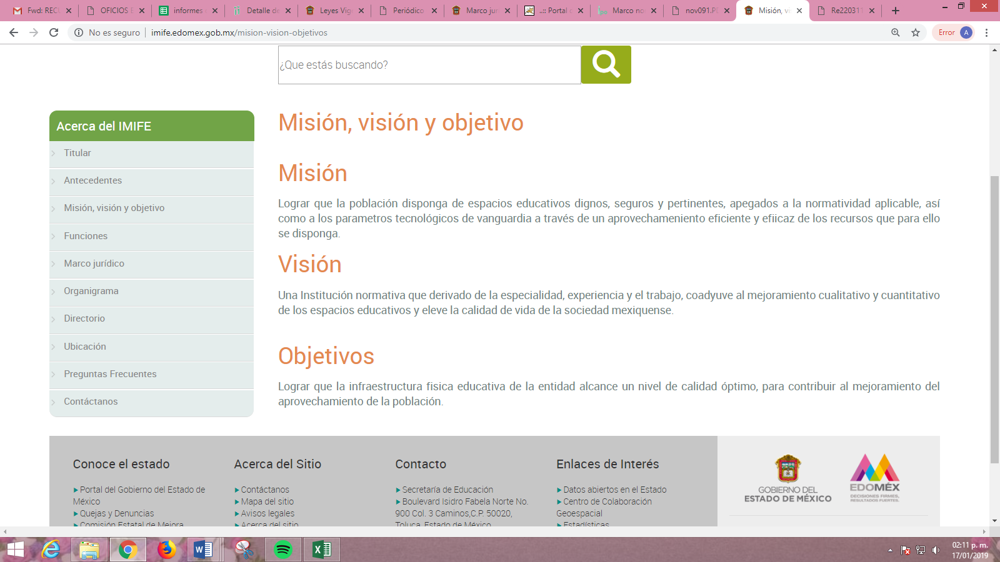 Fwd: RECU
OFICIOS E
informes
Detalle de
Leyes Vig
Periódico
Marco ju
..:: Portal
Marco no
nov091.P
Misión, vi
Re22031
No es seguro | imife.edomex.gob.mx/mision-vision-objetivos
Error A
¿Que estás buscando?
Acerca del IMIFE
Titular
Antecedentes
Misión, visión y objetivo
Funciones
Marco jurídico
Organigrama
Directorio
Ubicación
Preguntas Frecuentes
Contáctanos
Misión, visión y objetivo
Misión
Lograr que la población disponga de espacios educativos dignos, seguros y pertinentes, apegados a la normatividad aplicable, así
como a los parametros tecnológicos de vanguardia a través de un aprovechameniento eficiente y efiicaz de los recursos que para ello
se disponga.
Visión
Una Institución normativa que derivado de la especialidad, experiencia y el trabajo, coadyuve al mejoramiento cualitativo y cuantitativo
de los espacios educativos y eleve la calidad de vida de la sociedad mexiquense.
Objetivos
Lograr que la infraestructura fisica educativa de la entidad alcance un nivel de calidad óptimo, para contribuir al mejoramiento del
aprovechamiento de la población.
Conoce el estado
Portal del Gobierno del Estado de
México
Quejas y Denuncias
Comisión Estatal de Mejora
Acerca del Sitio
Contáctanos
Mapa del sitio
Avisos legales
Acerca del sitio
Contacto
Secretaría de Educación
Boulevard Isidro Fabela Norte No.
900 Col. 3 Caminos,C.P. 50020,
Toluca, Estado de México
Enlaces de Interés
Datos abiertos en el Estado
Centro de Colaboración
Geoespacial
Estadísticas
GOBIERNO DEL
ESTADO DE MÉXICO
EDOMÉX
DECISIONES FIRMES,
RESULTADOS FUERTES.
02:11 p. m.
17/01/2019